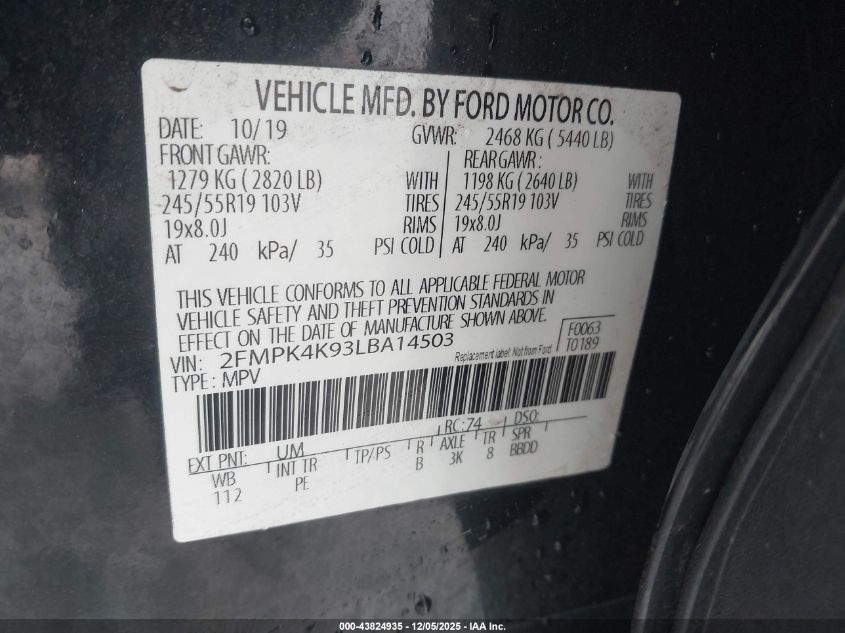 VEHICLE MFD. BY FORD MOTOR CO.
DATE: 10/19 GVWR: 2468 KG ( 5440 LB)
FRONT GAWR: REAR GAWR :
1279 KG ( 2820 LB) WITH 1198 KG ( 2640 LB) WITH
245/55R19 103V TIRES 245/55R19 103V TIRES
19x8.0J RIMS 19x8.0J RIMS
AT 240 kPa/ 35 PSI COLD AT 240 kPa/ 35 PSI COLD
THIS VEHICLE CONFORMS TO ALL APPLICABLE FEDERAL MOTOR
VEHICLE SAFETY AND THEFT PREVENTION STANDARDS IN
EFFECT ON THE DATE OF MANUFACTURE SHOWN ABOVE.
VIN: 2FMPK4K93LBA14503 Replacement label - Not from Ford F0063
TYPE: MPV T0189
EXT PNT: UM RC: 74 DSO:
WB INT TR TP/PS R AXLE TR SPR
112 PE B 3K 8 BBDD
000-43824935 - 12/05/2025 - IAA, Inc.